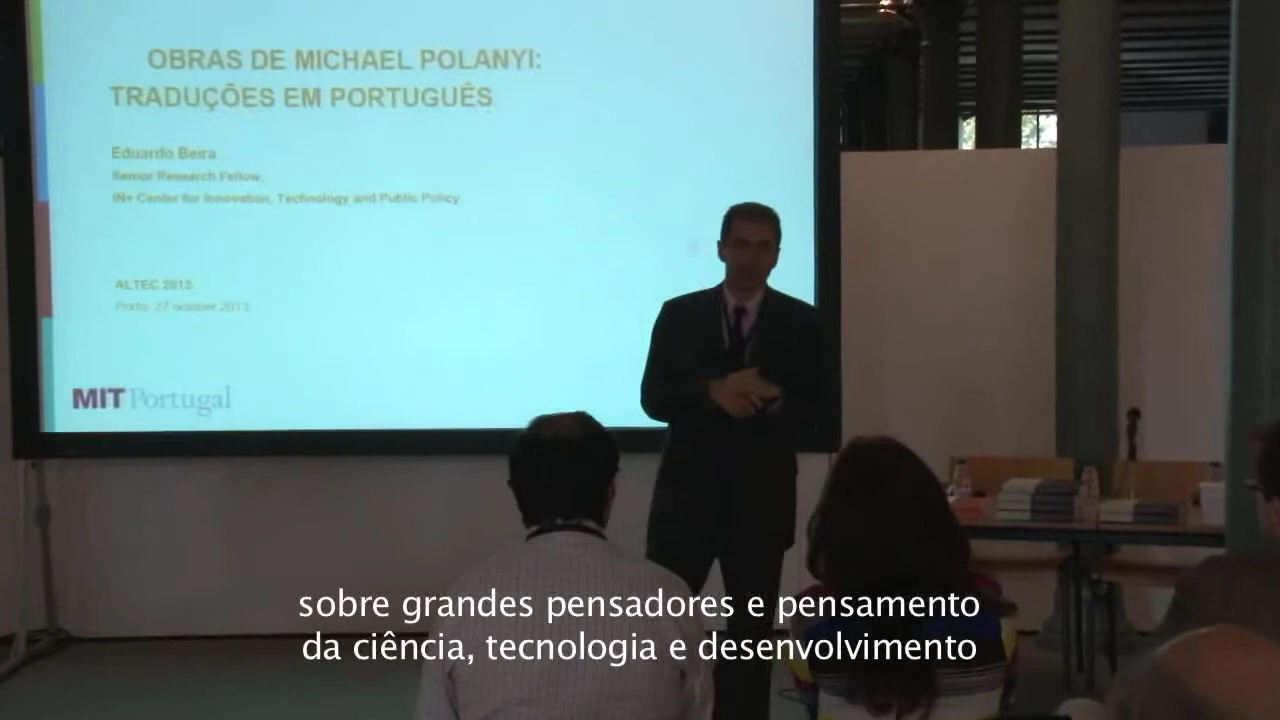 OBRAS DE MICHAEL POLANYI:
TRADUÇÕES EM PORTUGUÊS
Eduardo Beira
Senior Research Fellow,
IN+ Center for Innovation, Technology and Public Policy
ALTEC 2013
Porto, 27 october 2013
MIT Portugal
sobre grandes pensadores e pensamento
da ciência, tecnologia e desenvolvimento